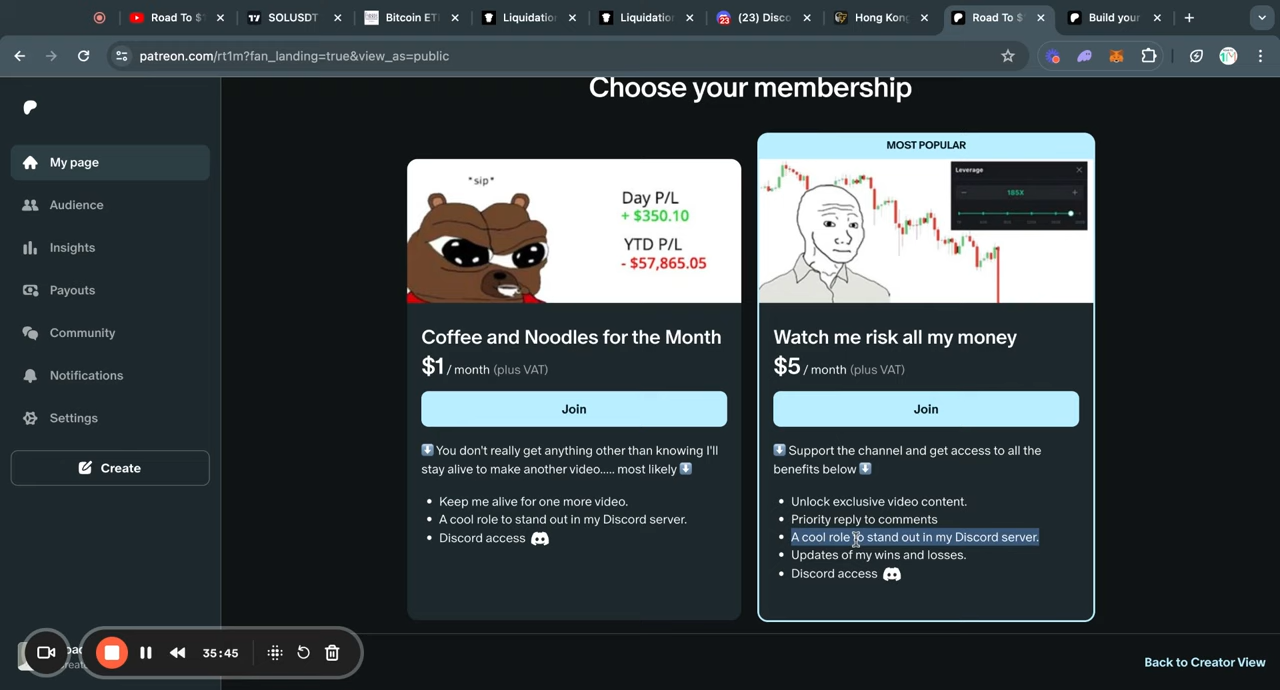 Road To $1
SOLUSDT
Bitcoin ETI
Liquidation
Liquidation
(23) Disco
Hong Kong
Road To $
Build your
patreon.com/rt1m?fan_landing=true&view_as=public
Choose your membership
My page
Audience
Insights
Payouts
Community
Notifications
Settings
Create
*sip*
Day P/L
+ $350.10
YTD P/L
- $57,865.05
Coffee and Noodles for the Month
$1 / month (plus VAT)
Join
⬇️You don't really get anything other than knowing I'll
stay alive to make another video..... most likely⬇️
• Keep me alive for one more video.
• A cool role to stand out in my Discord server.
• Discord access
MOST POPULAR
Leverage
Watch me risk all my money
$5 / month (plus VAT)
Join
⬇️ Support the channel and get access to all the
benefits below ⬇️
• Unlock exclusive video content.
• Priority reply to comments
• A cool role to stand out in my Discord server.
• Updates of my wins and losses.
• Discord access
35:45
Back to Creator View